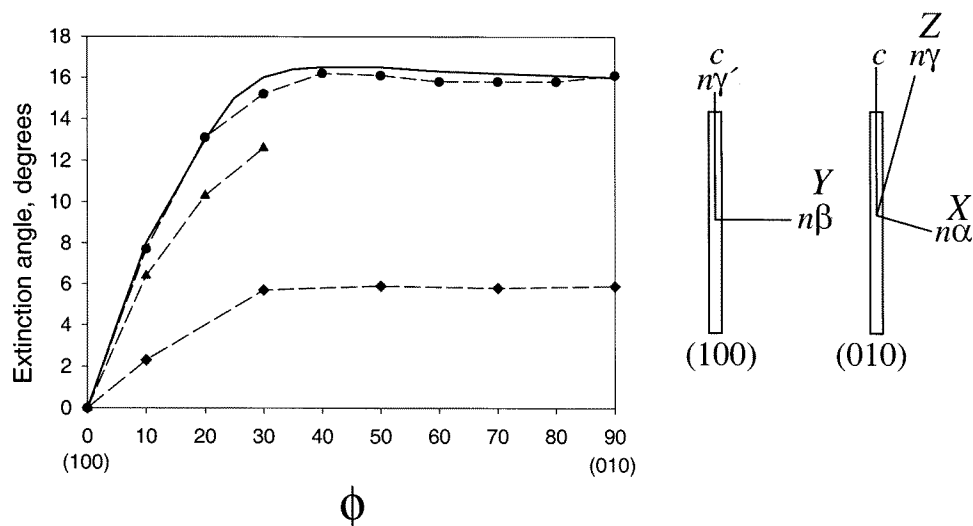 Extinction angle, degrees
18
16
14
12
10
8
6
4
2
0
0 10 20 30 40 50 60 70 80 90
(100) (010)
ϕ
c
nγ´
Y
nβ
(100)
Z
c nγ
X
nα
(010)